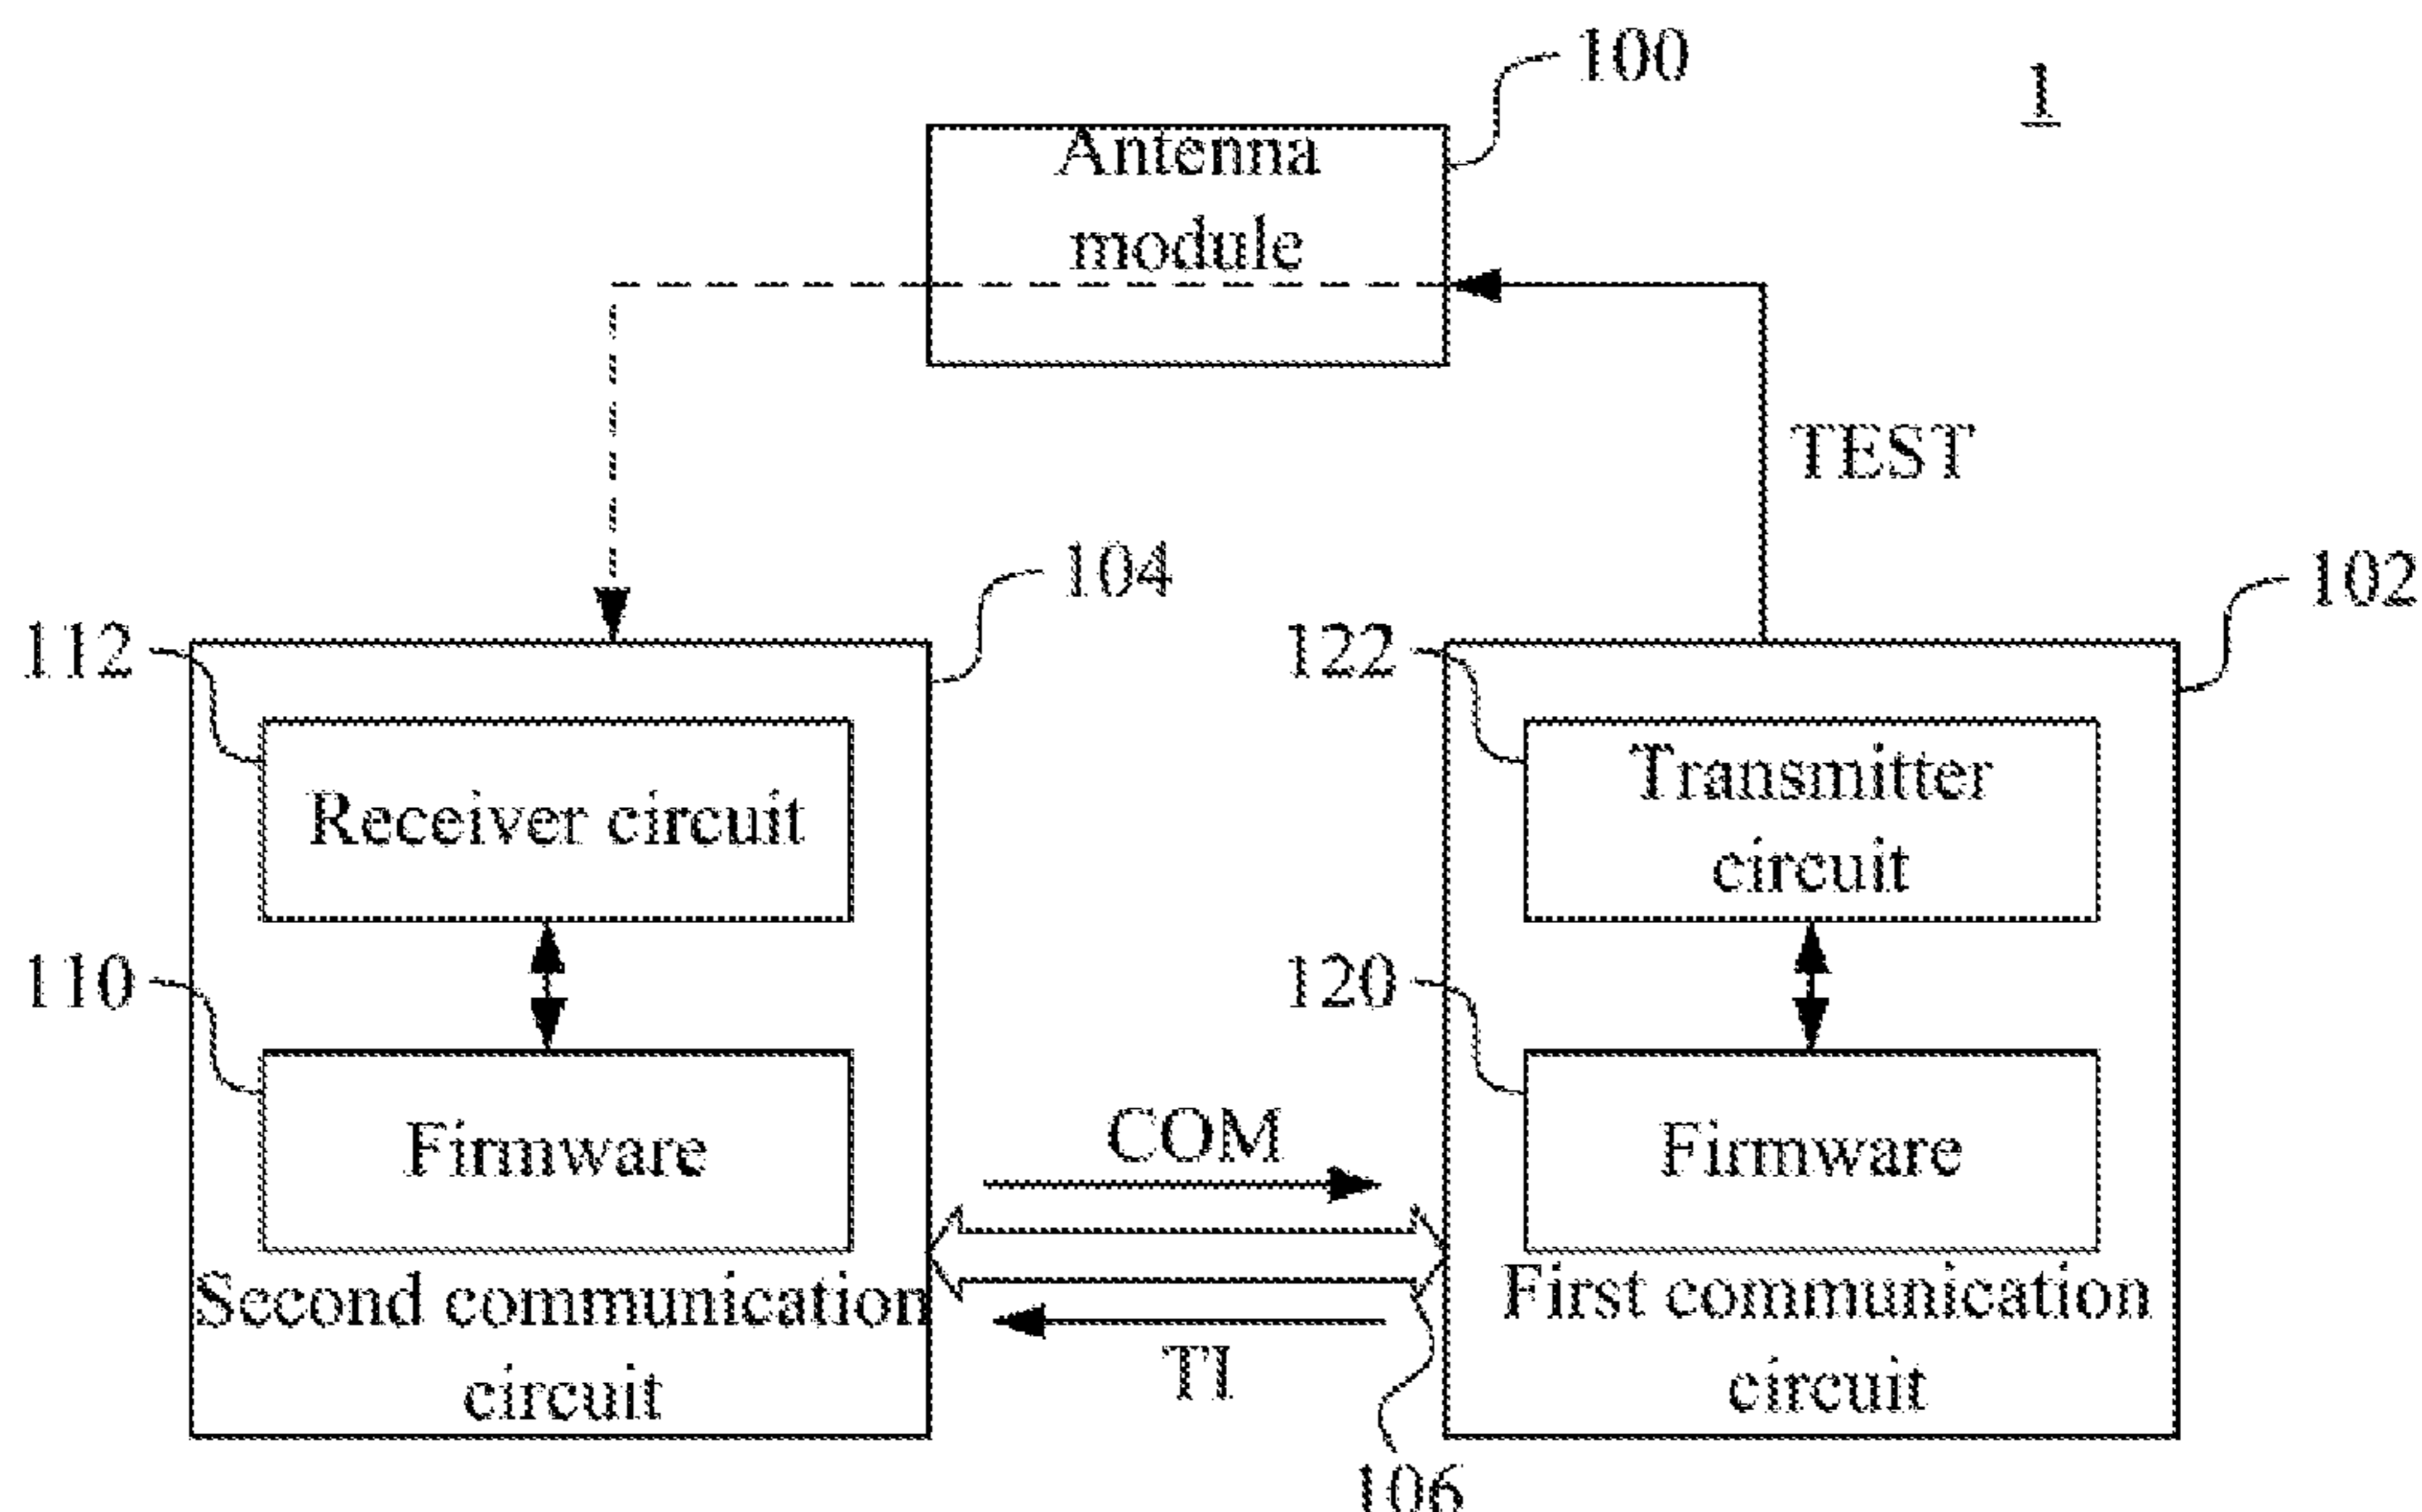 100
1
Antenna
module
TEST
104
102
112
122
Receiver circuit
Transmitter
circuit
110
120
Firmware
COM
Firmware
Second communication
circuit
First communication
circuit
TI
106